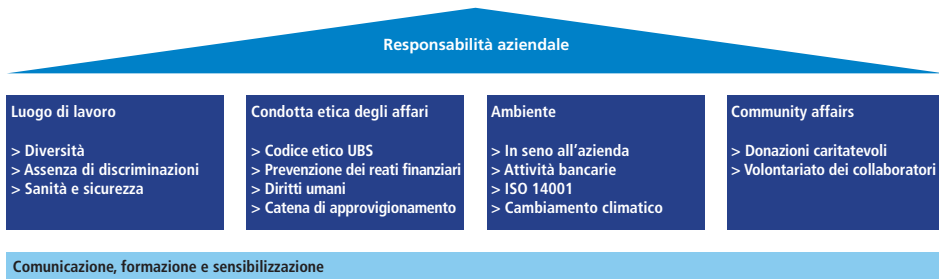 Responsabilità aziendale
Luogo di lavoro
> Diversità
> Assenza di discriminazioni
> Sanità e sicurezza
Condotta etica degli affari
> Codice etico UBS
> Prevenzione dei reati finanziari
> Diritti umani
> Catena di approvigionamento
Ambiente
> In seno all'azienda
> Attività bancarie
> ISO 14001
> Cambiamento climatico
Community affairs
> Donazioni caritatevoli
> Volontariato dei collaboratori
Comunicazione, formazione e sensibilizzazione